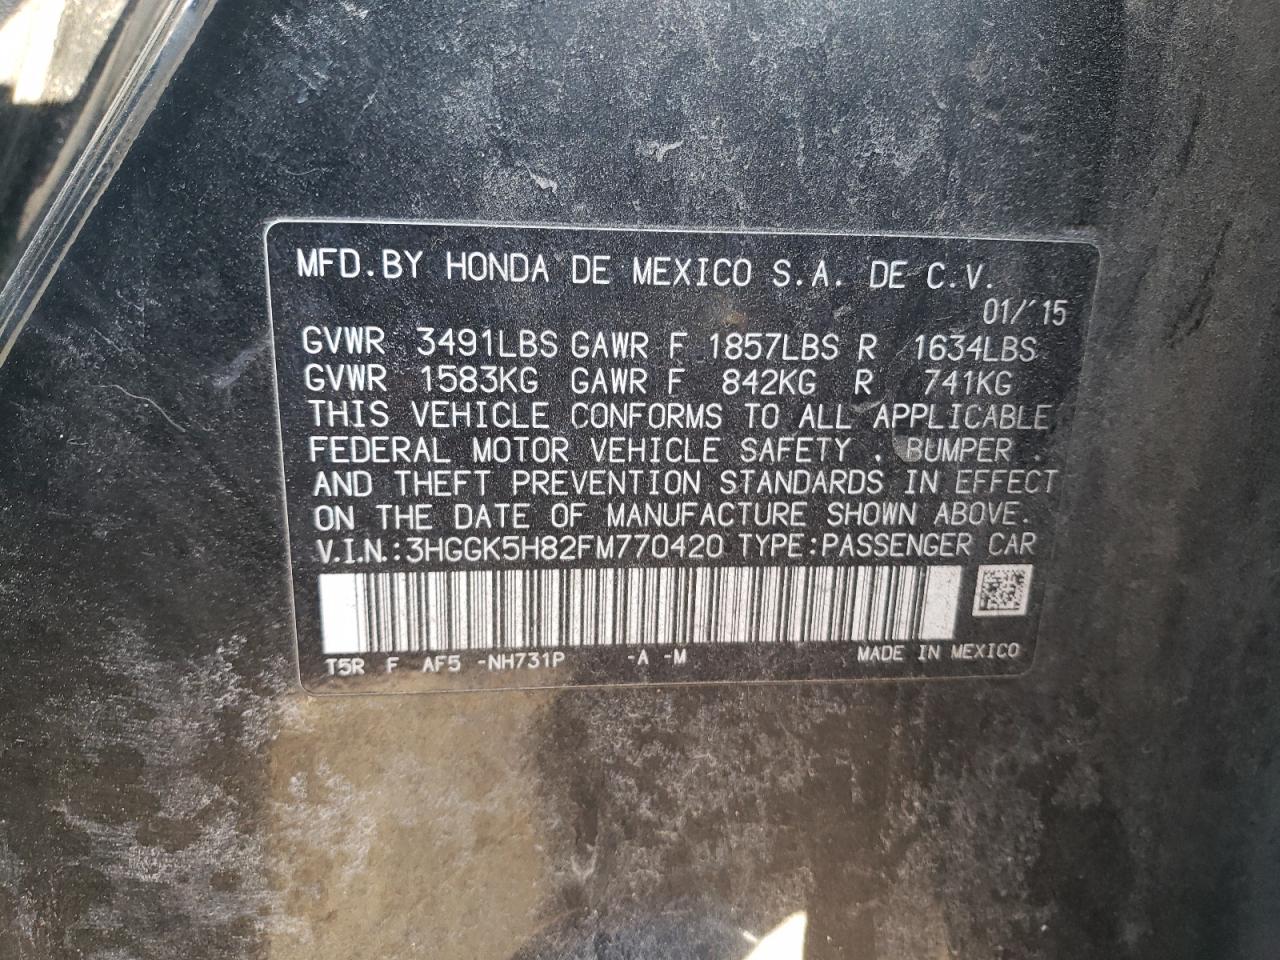 MFD.BY HONDA DE MEXICO S.A. DE C.V.
01/'15
GVWR 3491LBS GAWR F 1857LBS R 1634LBS
GVWR 1583KG GAWR F 842KG R 741KG
THIS VEHICLE CONFORMS TO ALL APPLICABLE
FEDERAL MOTOR VEHICLE SAFETY , BUMPER ,
AND THEFT PREVENTION STANDARDS IN EFFECT
ON THE DATE OF MANUFACTURE SHOWN ABOVE.
V.I.N.:3HGGK5H82FM770420 TYPE:PASSENGER CAR
T5R F AF5 -NH731P -A -M MADE IN MEXICO